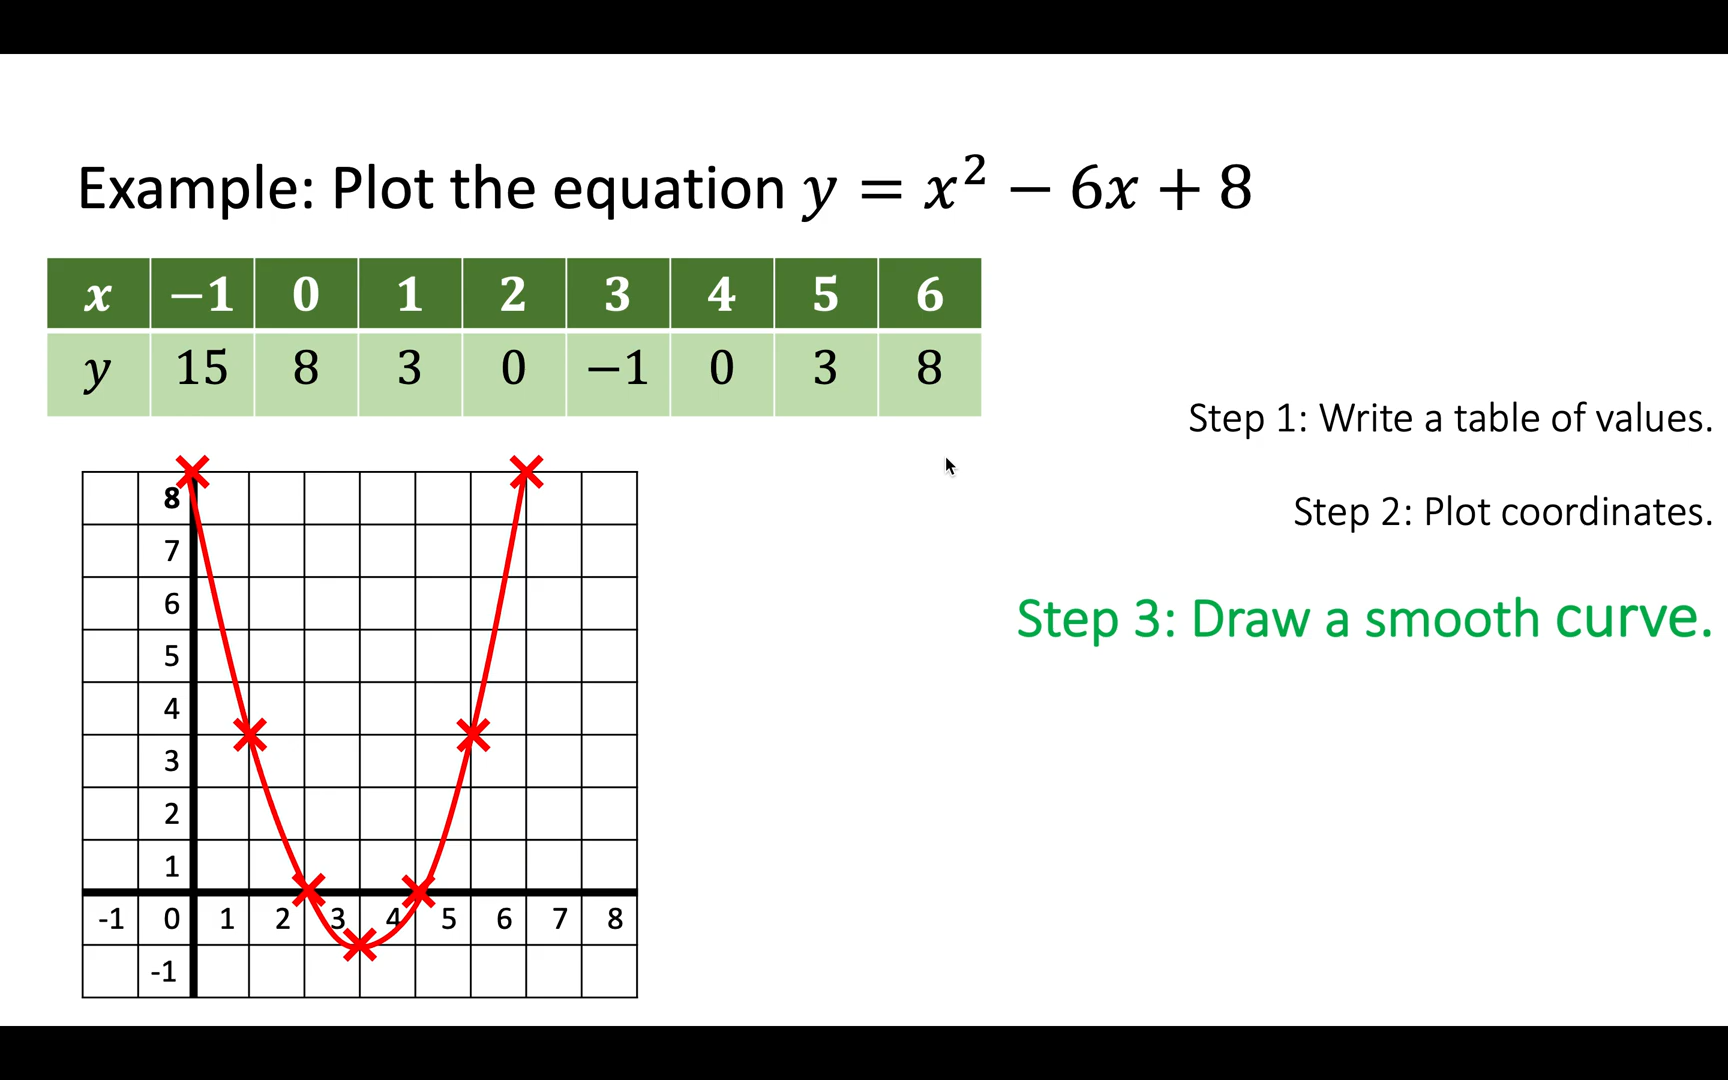 Example: Plot the equation y = x² − 6x + 8
x −1 0 1 2 3 4 5 6
y 15 8 3 0 −1 0 3 8
Step 1: Write a table of values.
Step 2: Plot coordinates.
Step 3: Draw a smooth curve.
8
7
6
5
4
3
2
1
-1 0 1 2 3 4 5 6 7 8
-1